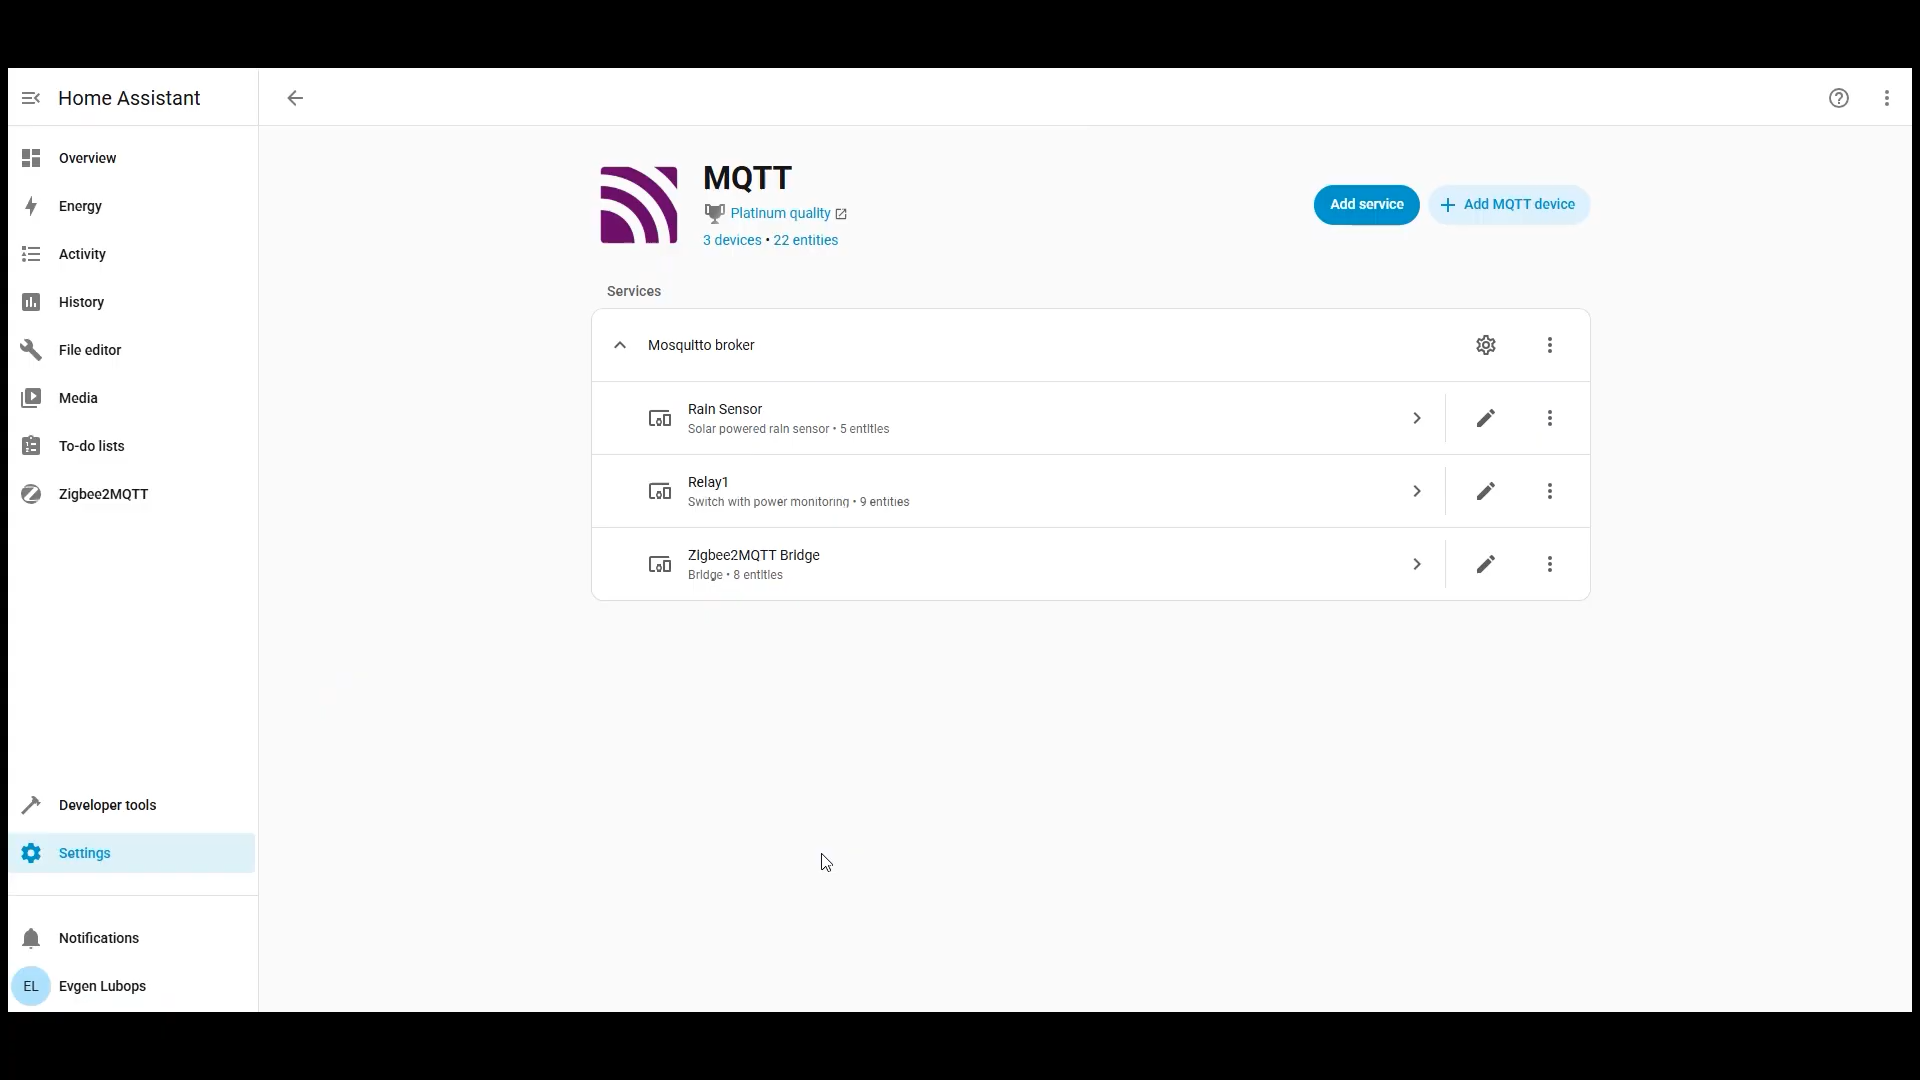 Home Assistant
Overview
Energy
Activity
History
File editor
Media
To-do lists
Zigbee2MQTT
Developer tools
Settings
Notifications
EL Evgen Lubops
MQTT
Platinum quality
3 devices • 22 entities
Add service
Add MQTT device
Services
Mosquitto broker
Rain Sensor
Solar powered rain sensor • 5 entities
Relay1
Switch with power monitoring • 9 entities
Zigbee2MQTT Bridge
Bridge • 8 entities